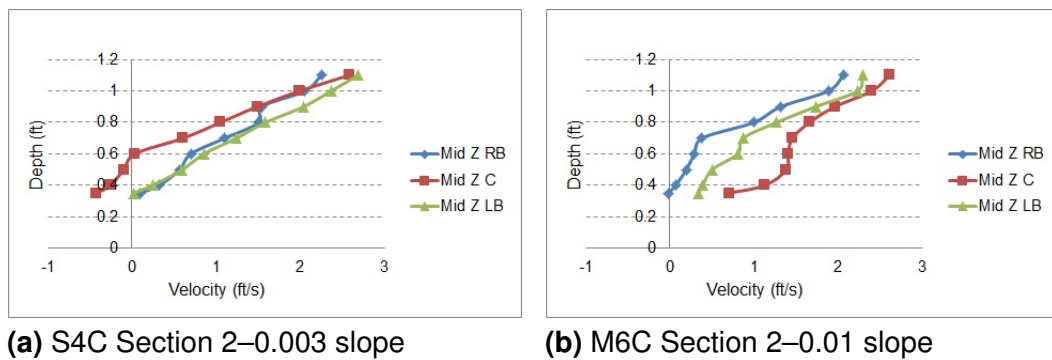 1.2
1
0.8
0.6
0.4
0.2
0
Depth (ft)
-1 0 1 2 3
Velocity (ft/s)
Mid Z RB
Mid Z C
Mid Z LB
(a) S4C Section 2–0.003 slope
1.2
1
0.8
0.6
0.4
0.2
0
Depth (ft)
-1 0 1 2 3
Velocity (ft/s)
Mid Z RB
Mid Z C
Mid Z LB
(b) M6C Section 2–0.01 slope